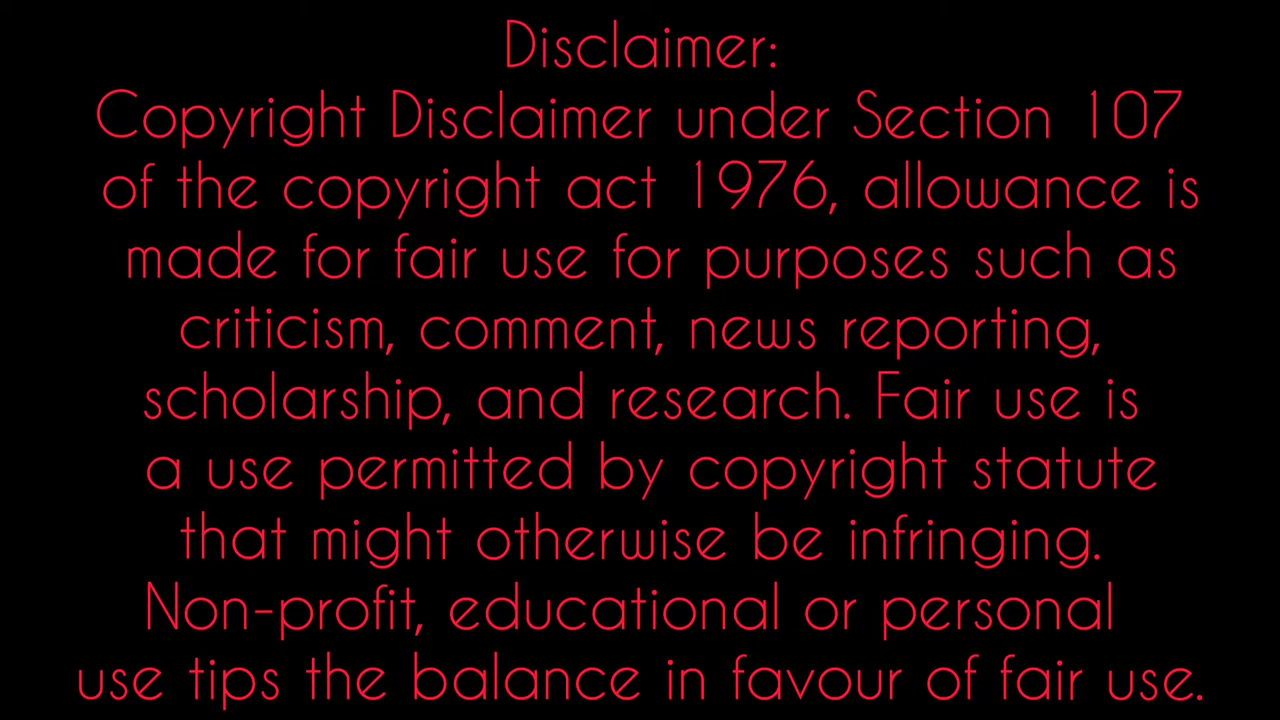 Disclaimer:
Copyright Disclaimer under Section 107
of the copyright act 1976, allowance is
made for fair use for purposes such as
criticism, comment, news reporting,
scholarship, and research. Fair use is
a use permitted by copyright statute
that might otherwise be infringing.
Non-profit, educational or personal
use tips the balance in favour of fair use.